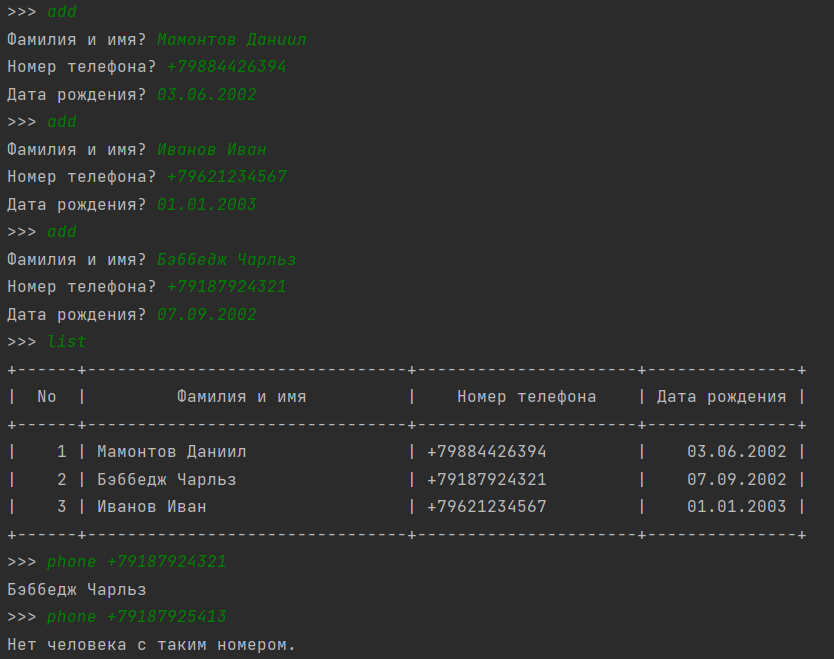 >>> add
Фамилия и имя? Мамонтов Даниил
Номер телефона? +79884426394
Дата рождения? 03.06.2002
>>> add
Фамилия и имя? Иванов Иван
Номер телефона? +79621234567
Дата рождения? 01.01.2003
>>> add
Фамилия и имя? Бэббедж Чарльз
Номер телефона? +79187924321
Дата рождения? 07.09.2002
>>> list
+------+--------------------------------+----------------------+---------------+
|  No  |         Фамилия и имя          |    Номер телефона    | Дата рождения |
+------+--------------------------------+----------------------+---------------+
|    1 | Мамонтов Даниил                | +79884426394         |    03.06.2002 |
|    2 | Бэббедж Чарльз                 | +79187924321         |    07.09.2002 |
|    3 | Иванов Иван                    | +79621234567         |    01.01.2003 |
+------+--------------------------------+----------------------+---------------+
>>> phone +79187924321
Бэббедж Чарльз
>>> phone +79187925413
Нет человека с таким номером.